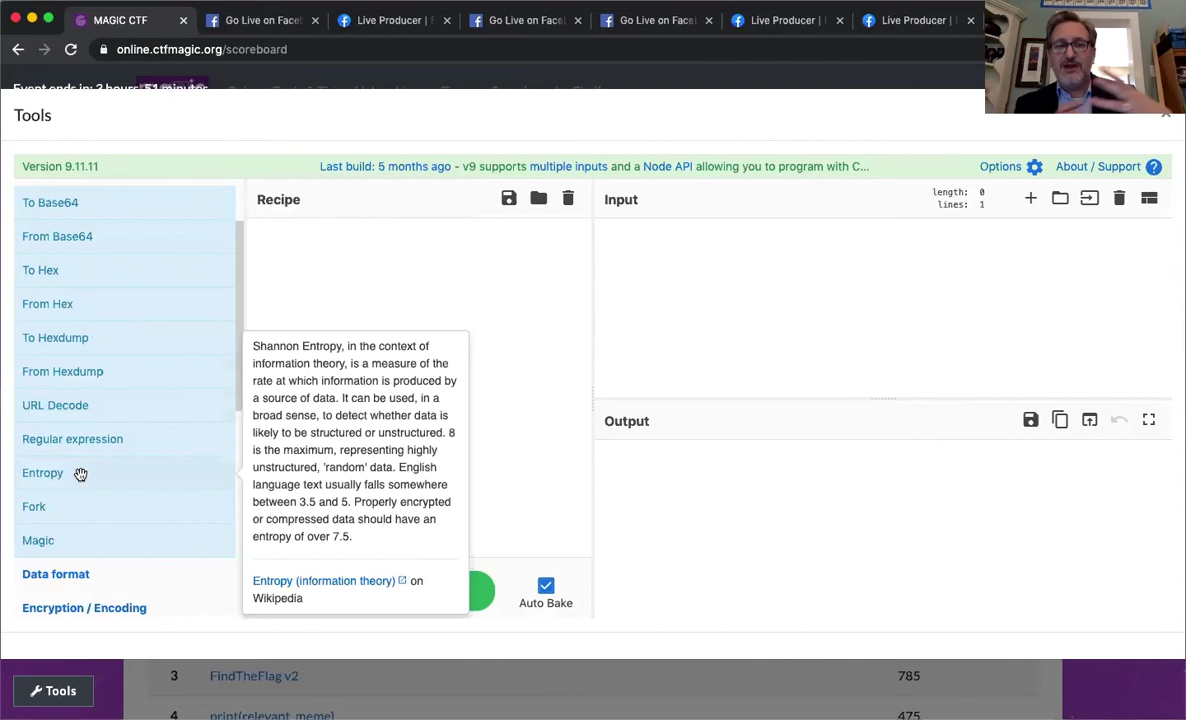 MAGIC CTF
Go Live on Facel
Live Producer |
Go Live on Facel
Go Live on Facel
Live Producer |
Live Producer |
online.ctfmagic.org/scoreboard
Event ends in: 2 hours, 51 minutes
Tools
Version 9.11.11
Last build: 5 months ago - v9 supports multiple inputs and a Node API allowing you to program with C...
Options
About / Support
To Base64
From Base64
To Hex
From Hex
To Hexdump
From Hexdump
URL Decode
Regular expression
Entropy
Fork
Magic
Data format
Encryption / Encoding
Recipe
Shannon Entropy, in the context of
information theory, is a measure of the
rate at which information is produced by
a source of data. It can be used, in a
broad sense, to detect whether data is
likely to be structured or unstructured. 8
is the maximum, representing highly
unstructured, 'random' data. English
language text usually falls somewhere
between 3.5 and 5. Properly encrypted
or compressed data should have an
entropy of over 7.5.
Entropy (information theory) on
Wikipedia
Auto Bake
Input
length: 0
lines: 1
Output
3 FindTheFlag v2 785
4 print(relevant_meme) 475
Tools